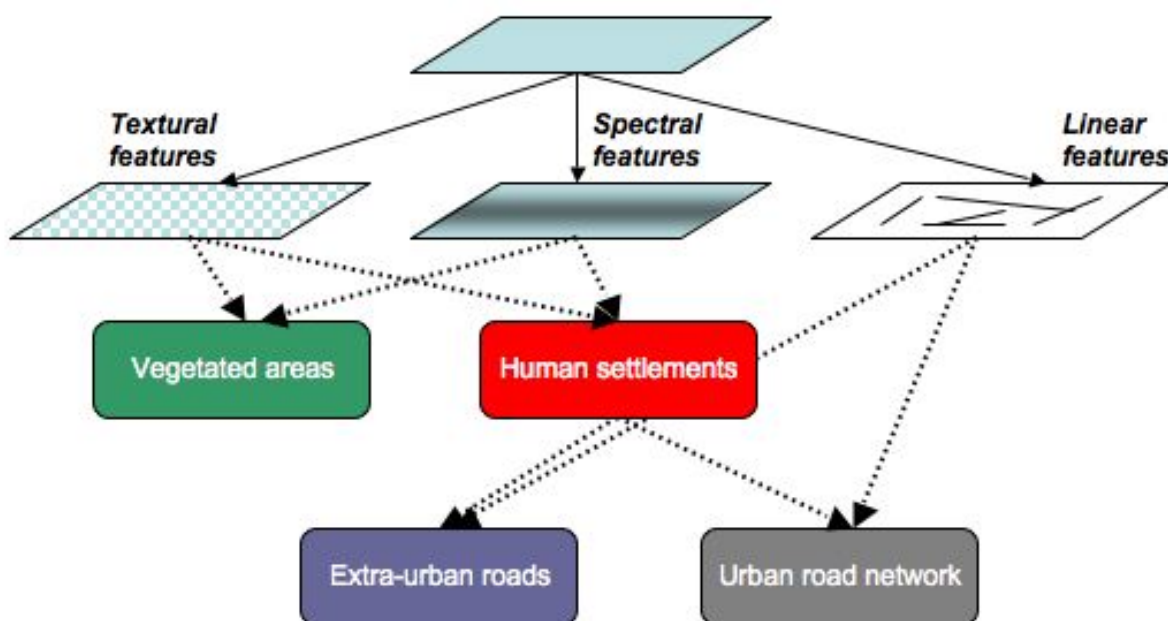 Textural
features
Spectral
features
Linear
features
Vegetated areas
Human settlements
Extra-urban roads
Urban road network